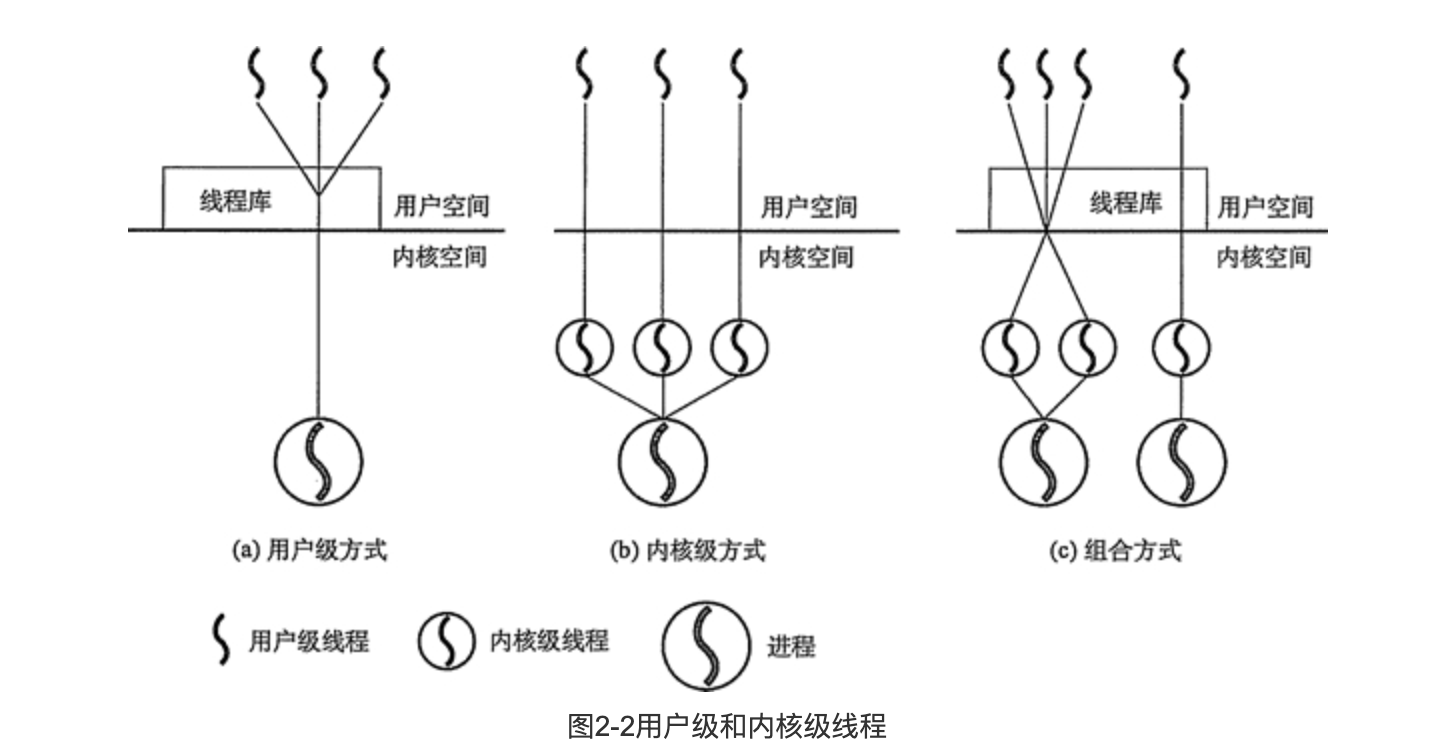 线程库 用户空间 用户空间 线程库 用户空间
内核空间 内核空间 内核空间
(a) 用户级方式 (b) 内核级方式 (c) 组合方式
用户级线程 内核级线程 进程
图2-2用户级和内核级线程